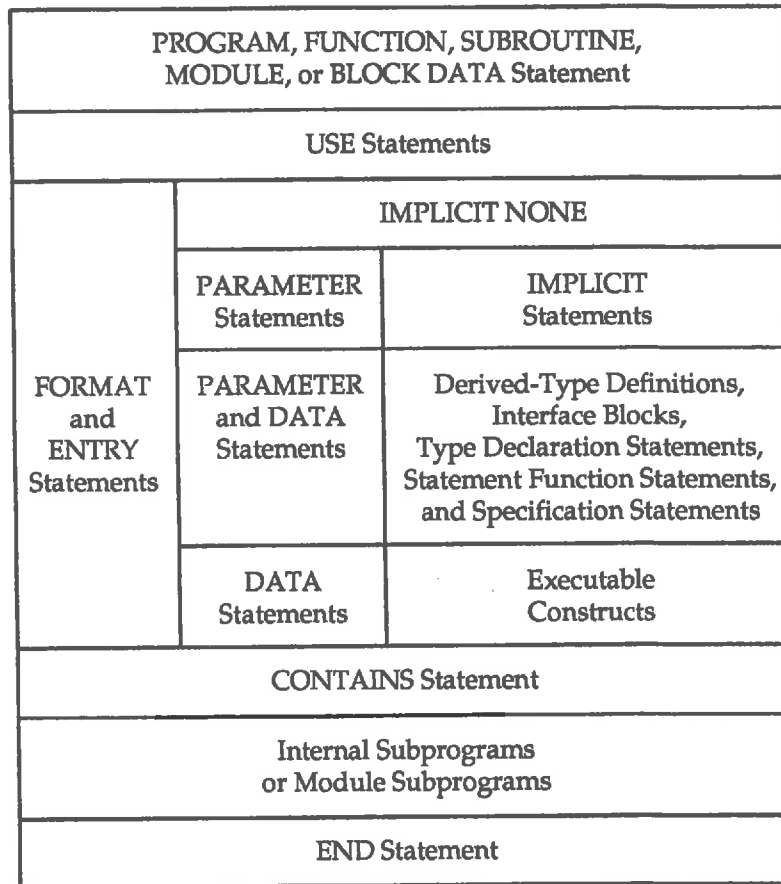 PROGRAM, FUNCTION, SUBROUTINE,
MODULE, or BLOCK DATA Statement
USE Statements
FORMAT
and
ENTRY
Statements
IMPLICIT NONE
PARAMETER
Statements
IMPLICIT
Statements
PARAMETER
and DATA
Statements
Derived-Type Definitions,
Interface Blocks,
Type Declaration Statements,
Statement Function Statements,
and Specification Statements
DATA
Statements
Executable
Constructs
CONTAINS Statement
Internal Subprograms
or Module Subprograms
END Statement